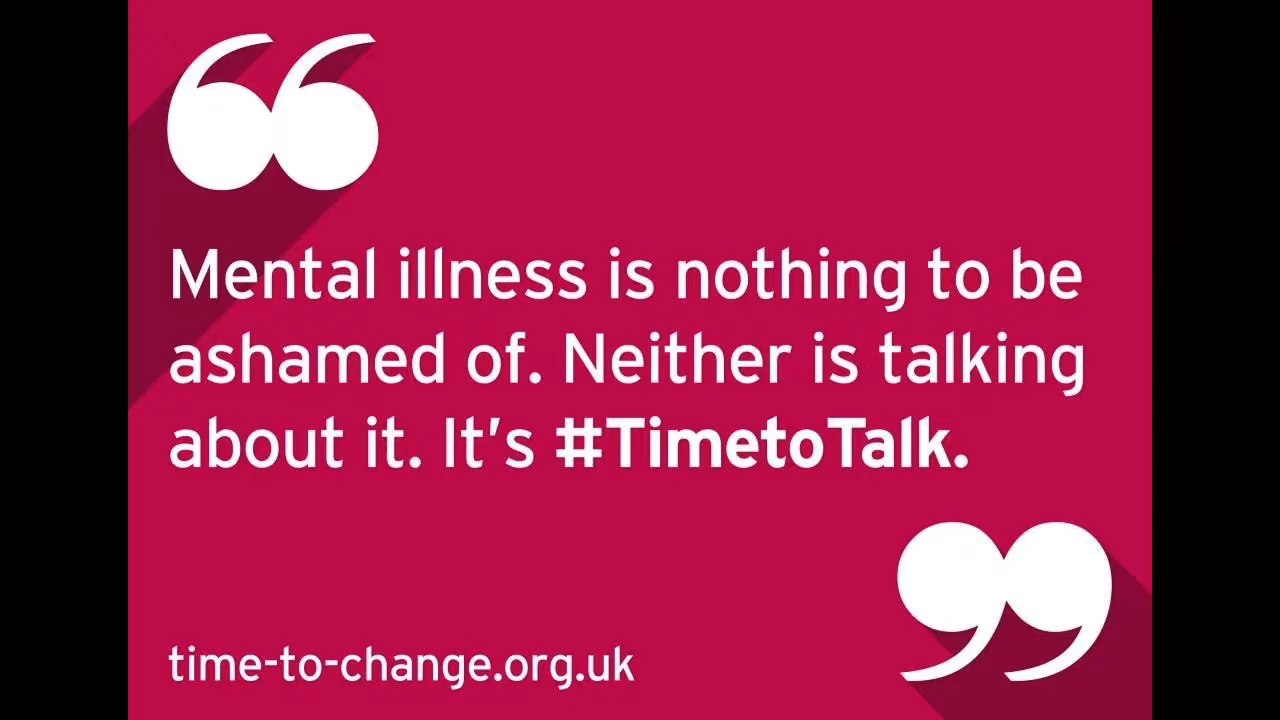 Mental illness is nothing to be
ashamed of. Neither is talking
about it. It's #TimetoTalk.
time-to-change.org.uk